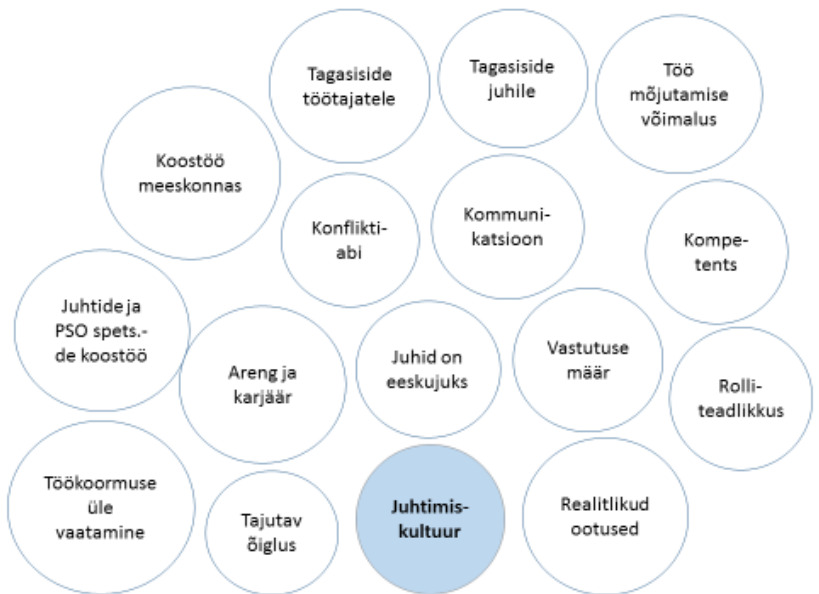 Tagasiside
töötajatele
Tagasiside
juhile
Töö
mõjutamise
võimalus
Koostöö
meeskonnas
Konflikti-
abi
Kommuni-
katsioon
Kompe-
tents
Juhtide ja
PSO spets.-
de koostöö
Areng ja
karjäär
Juhid on
eeskujuks
Vastutuse
määr
Rolli-
teadlikkus
Töökoormuse
üle
vaatamine
Tajutav
õiglus
Juhtimis-
kultuur
Realitlikud
ootused